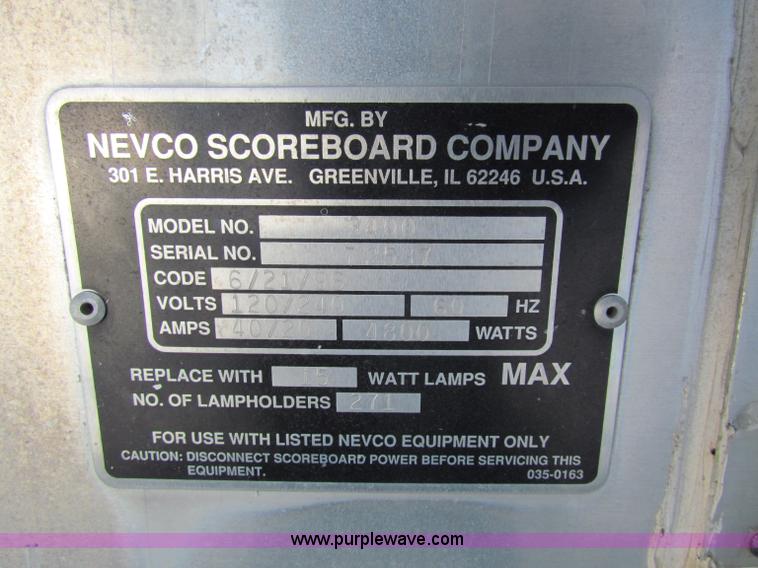 MFG. BY
NEVCO SCOREBOARD COMPANY
301 E. HARRIS AVE. GREENVILLE, IL 62246 U.S.A.
MODEL NO.
SERIAL NO.
CODE
VOLTS 120/240 60 HZ
AMPS 40/20 4800 WATTS
REPLACE WITH 15 WATT LAMPS MAX
NO. OF LAMPHOLDERS 271
FOR USE WITH LISTED NEVCO EQUIPMENT ONLY
CAUTION: DISCONNECT SCOREBOARD POWER BEFORE SERVICING THIS
EQUIPMENT. 035-0163
www.purplewave.com